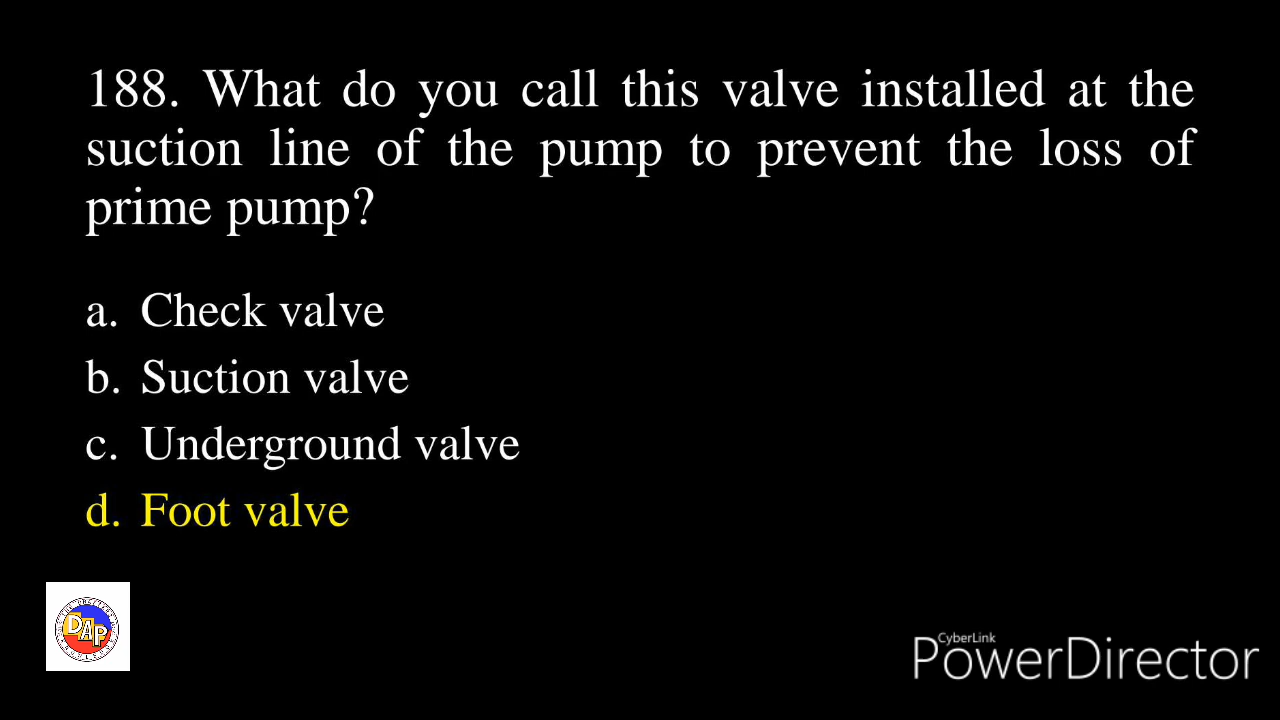 188. What do you call this valve installed at the
suction line of the pump to prevent the loss of
prime pump?
a. Check valve
b. Suction valve
c. Underground valve
d. Foot valve
DAP
CyberLink
PowerDirector